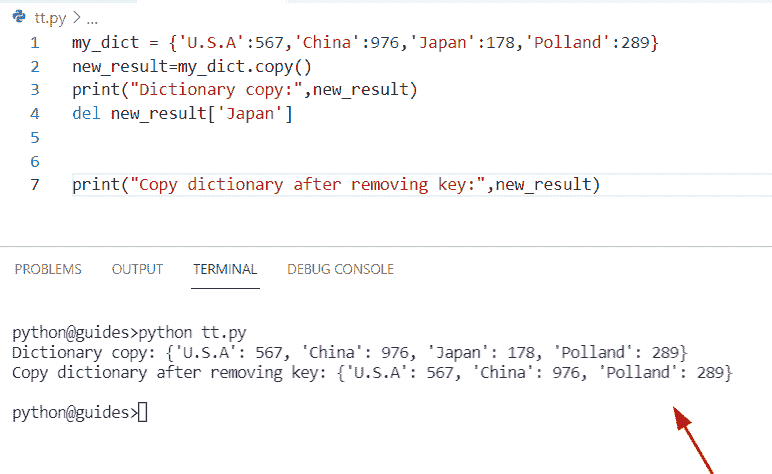 tt.py > ...
1 my_dict = {'U.S.A':567,'China':976,'Japan':178,'Polland':289}
2 new_result=my_dict.copy()
3 print("Dictionary copy:",new_result)
4 del new_result['Japan']
5
6
7 print("Copy dictionary after removing key:",new_result)
PROBLEMS OUTPUT TERMINAL DEBUG CONSOLE
python@guides>python tt.py
Dictionary copy: {'U.S.A': 567, 'China': 976, 'Japan': 178, 'Polland': 289}
Copy dictionary after removing key: {'U.S.A': 567, 'China': 976, 'Polland': 289}
python@guides>